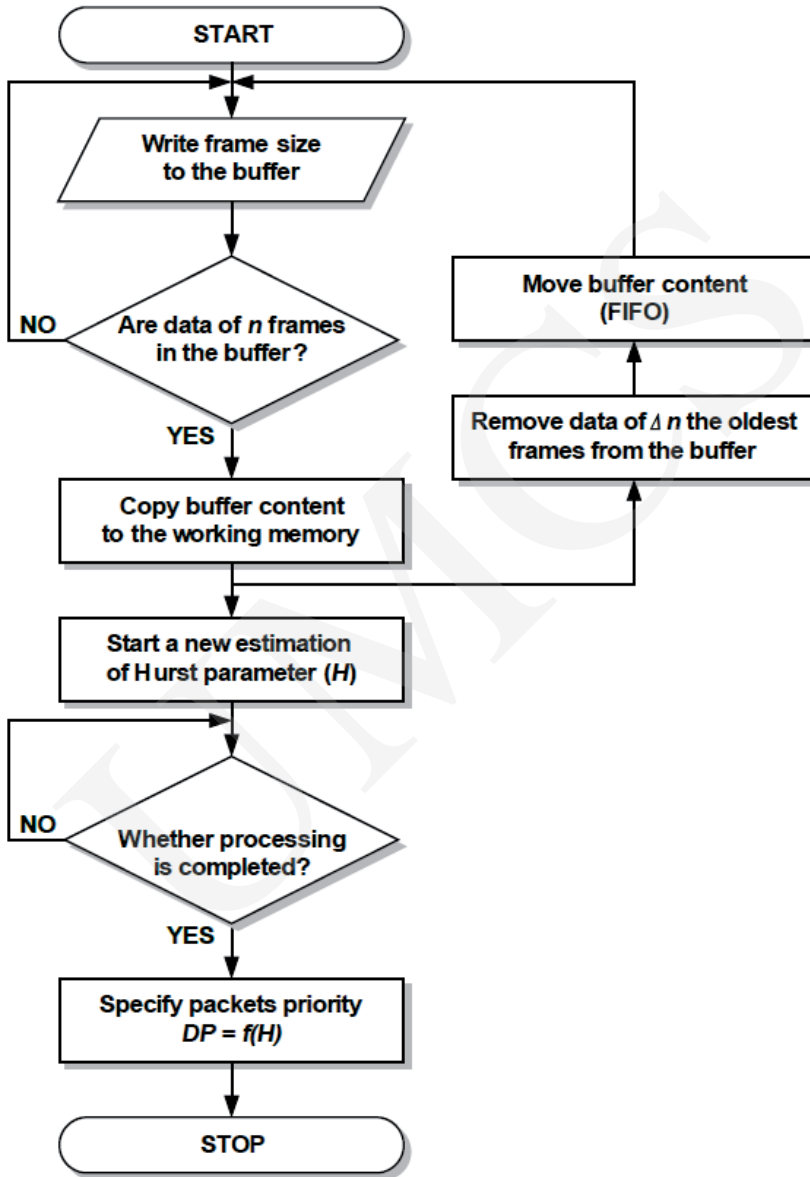 START
Write frame size
to the buffer
NO
Are data of n frames
in the buffer?
YES
Copy buffer content
to the working memory
Move buffer content
(FIFO)
Remove data of Δ n the oldest
frames from the buffer
Start a new estimation
of Hurst parameter (H)
NO
Whether processing
is completed?
YES
Specify packets priority
DP = f(H)
STOP
UMCS